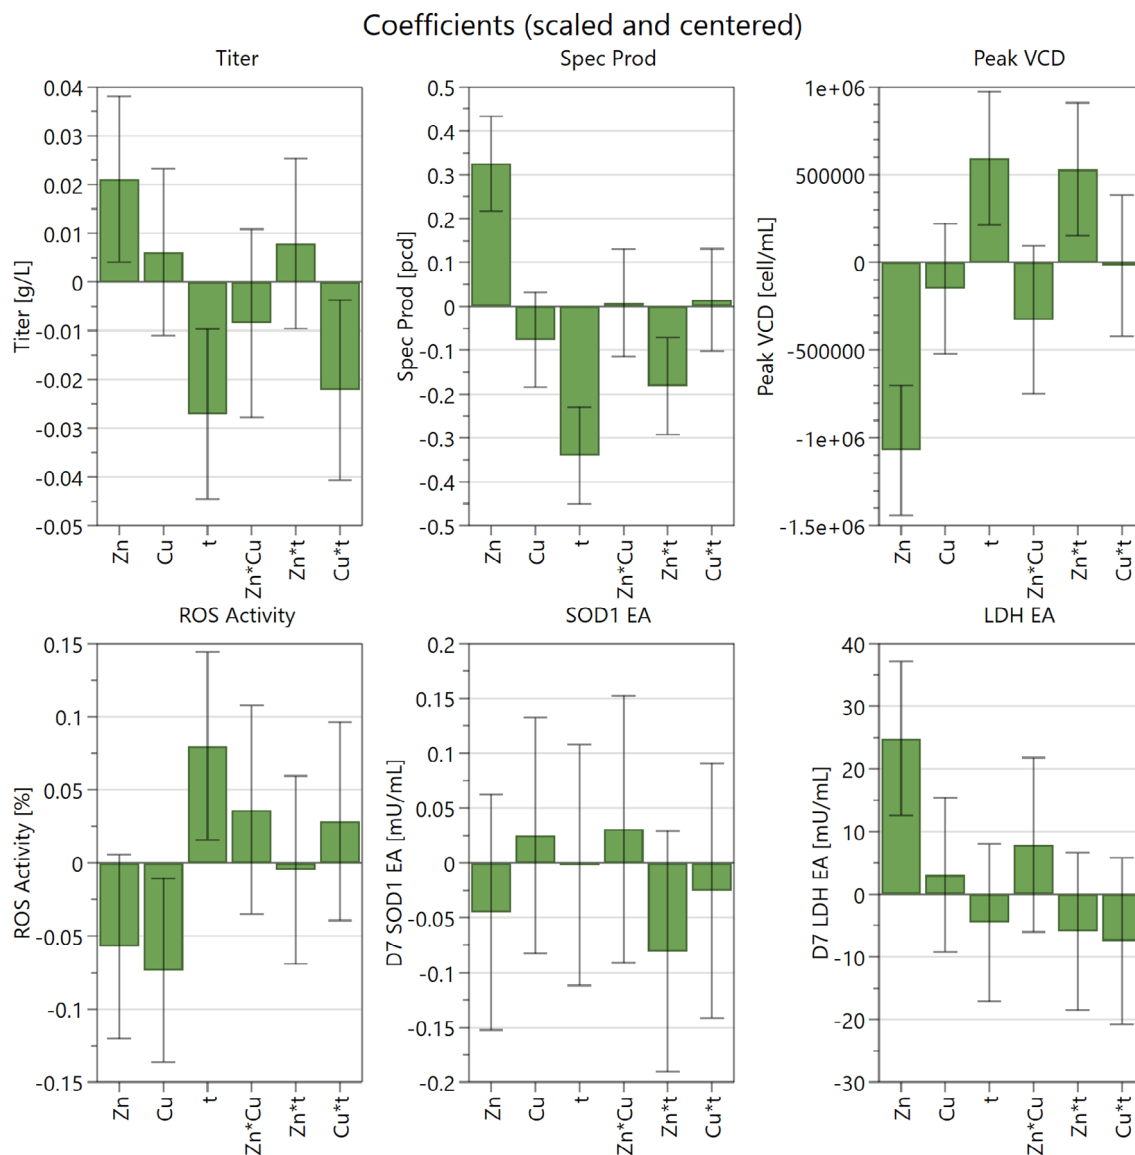 Coefficients (scaled and centered)
Titer
Titer [g/L]
0.04
0.03
0.02
0.01
0
-0.01
-0.02
-0.03
-0.04
-0.05
Zn
Cu
t
Zn*Cu
Zn*t
Cu*t
Spec Prod
Spec Prod [pcd]
0.5
0.4
0.3
0.2
0.1
0
-0.1
-0.2
-0.3
-0.4
-0.5
Zn
Cu
t
Zn*Cu
Zn*t
Cu*t
Peak VCD
Peak VCD [cell/mL]
1e+06
500000
0
-500000
-1e+06
-1.5e+06
Zn
Cu
t
Zn*Cu
Zn*t
Cu*t
ROS Activity
ROS Activity [%]
0.15
0.1
0.05
0
-0.05
-0.1
-0.15
Zn
Cu
t
Zn*Cu
Zn*t
Cu*t
SOD1 EA
D7 SOD1 EA [mU/mL]
0.2
0.15
0.1
0.05
0
-0.05
-0.1
-0.15
-0.2
Zn
Cu
t
Zn*Cu
Zn*t
Cu*t
LDH EA
D7 LDH EA [mU/mL]
40
30
20
10
0
-10
-20
-30
Zn
Cu
t
Zn*Cu
Zn*t
Cu*t